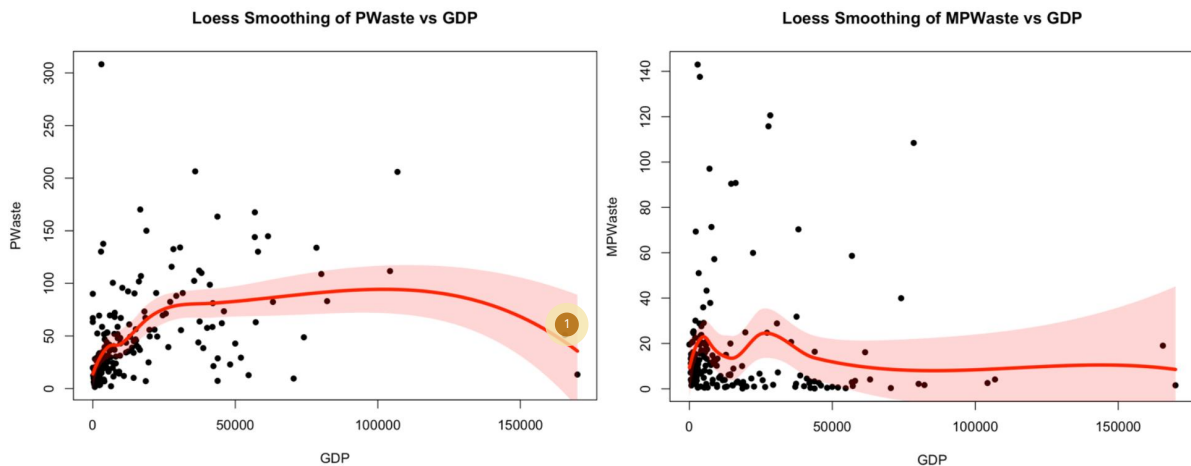 Loess Smoothing of PWaste vs GDP
PWaste
300
250
200
150
100
50
0
0 50000 100000 150000
GDP
1
Loess Smoothing of MPWaste vs GDP
MPWaste
140
120
100
80
60
40
20
0
0 50000 100000 150000
GDP